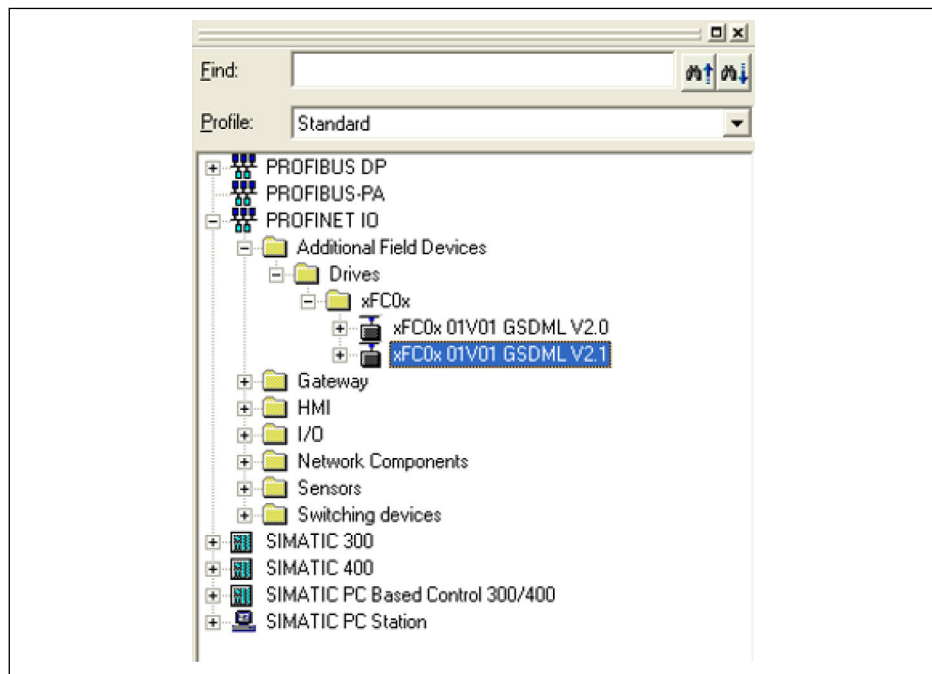 Find:
Profile: Standard
PROFIBUS DP
PROFIBUS-PA
PROFINET IO
Additional Field Devices
Drives
xFC0x
xFC0x 01V01 GSDML V2.0
xFC0x 01V01 GSDML V2.1
Gateway
HMI
I/O
Network Components
Sensors
Switching devices
SIMATIC 300
SIMATIC 400
SIMATIC PC Based Control 300/400
SIMATIC PC Station